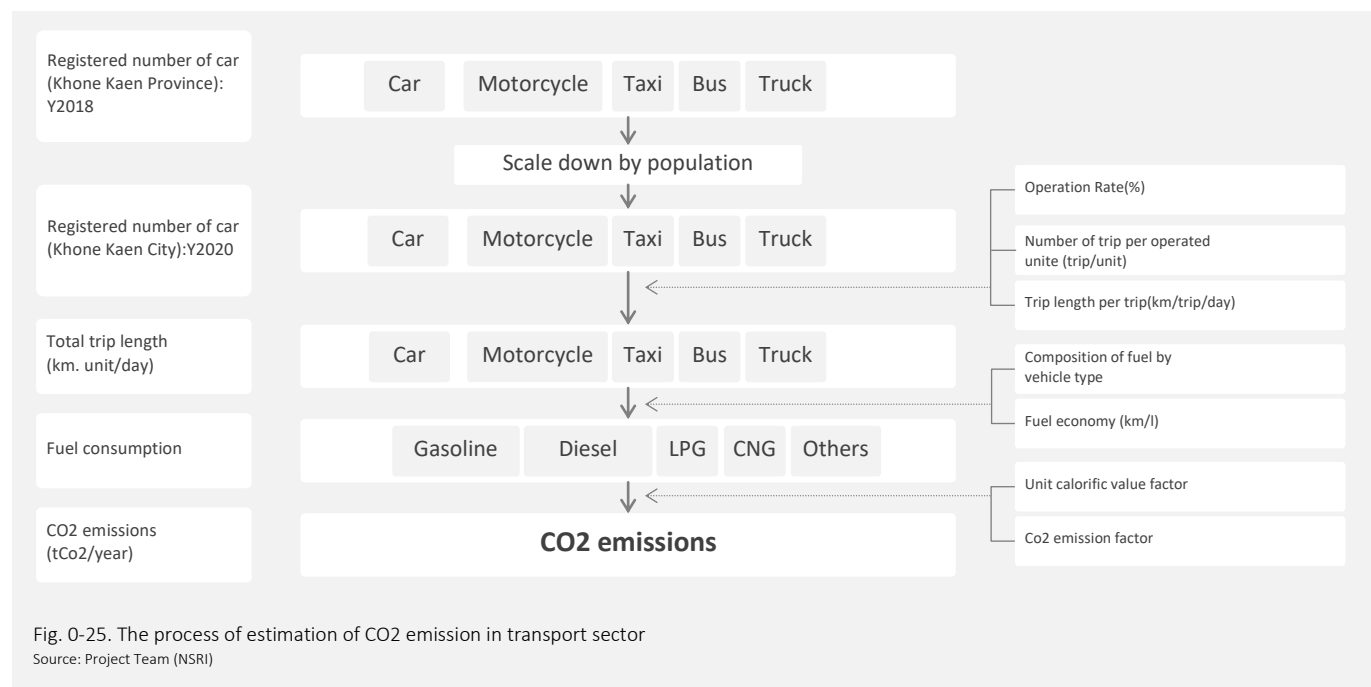 Registered number of car
(Khone Kaen Province):
Y2018
Car Motorcycle Taxi Bus Truck
Scale down by population
Registered number of car
(Khone Kaen City):Y2020
Car Motorcycle Taxi Bus Truck
Operation Rate(%)
Number of trip per operated
unite (trip/unit)
Trip length per trip(km/trip/day)
Total trip length
(km. unit/day)
Car Motorcycle Taxi Bus Truck
Composition of fuel by
vehicle type
Fuel economy (km/l)
Fuel consumption
Gasoline Diesel LPG CNG Others
Unit calorific value factor
Co2 emission factor
CO2 emissions
(tCo2/year)
CO2 emissions
Fig. 0-25. The process of estimation of CO2 emission in transport sector
Source: Project Team (NSRI)